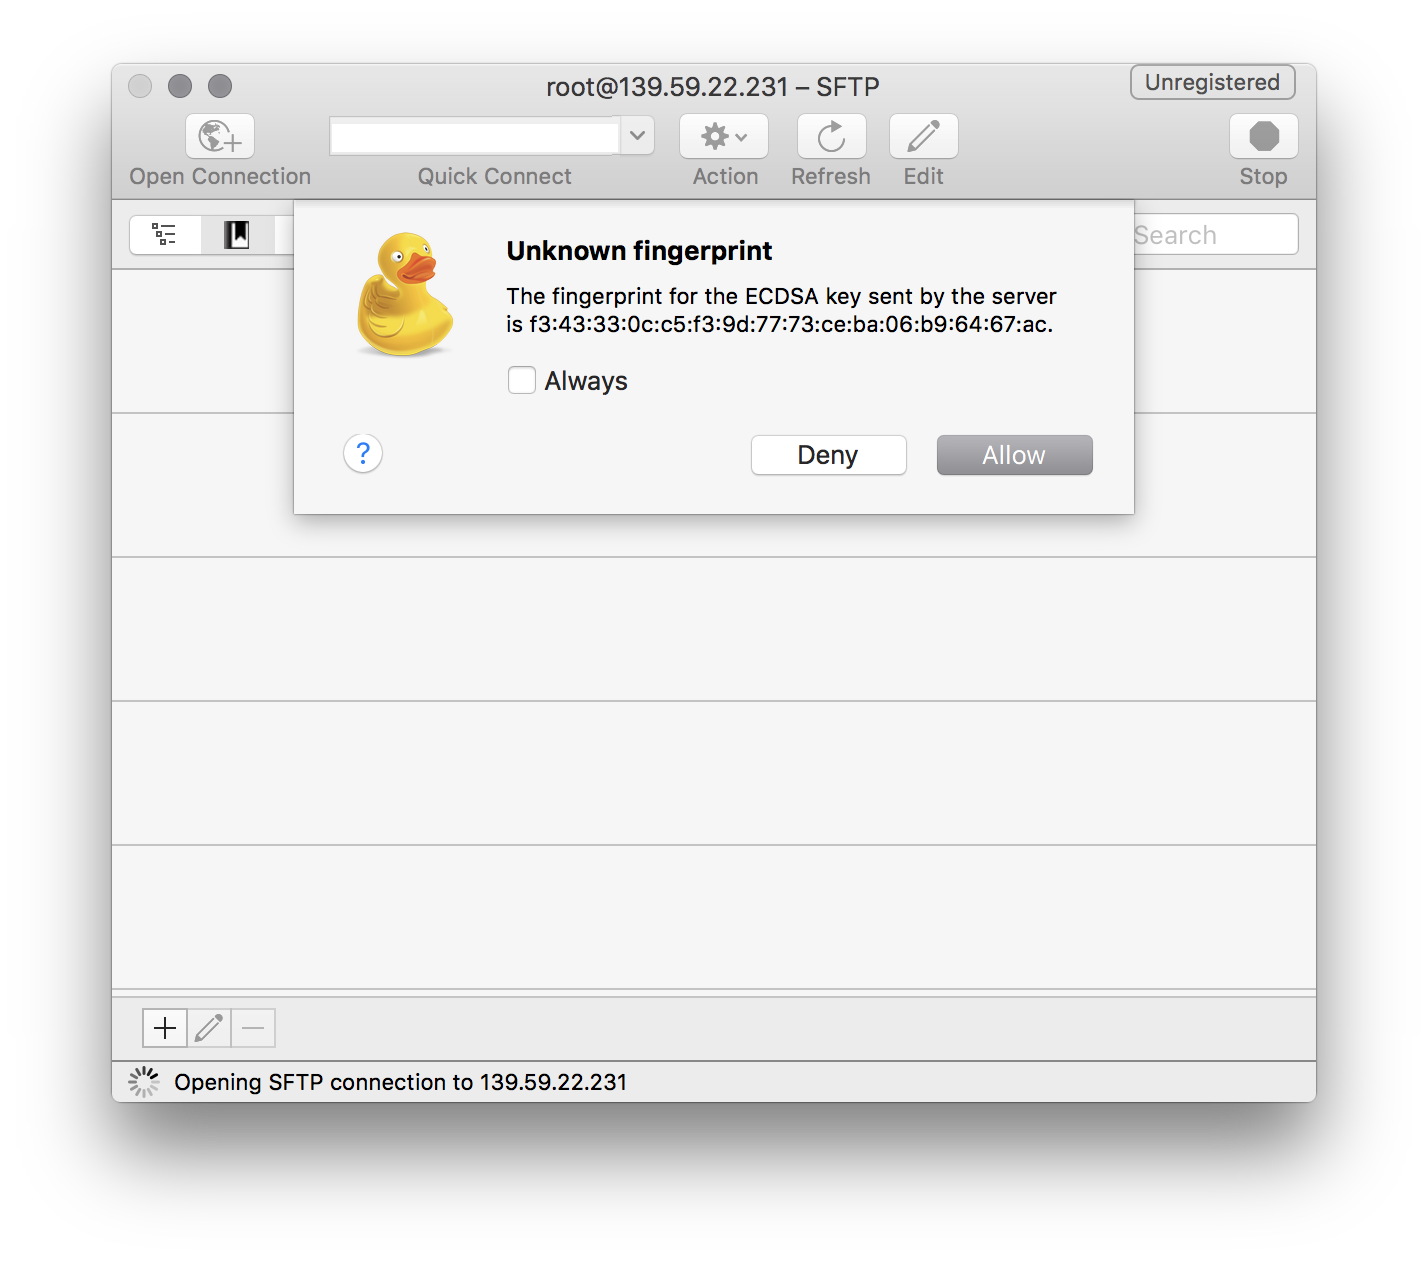 root@139.59.22.231 – SFTP
Unregistered
Open Connection
Quick Connect
Action
Refresh
Edit
Stop
Search
Unknown fingerprint
The fingerprint for the ECDSA key sent by the server
is f3:43:33:0c:c5:f3:9d:77:73:ce:ba:06:b9:64:67:ac.
Always
?
Deny
Allow
Opening SFTP connection to 139.59.22.231